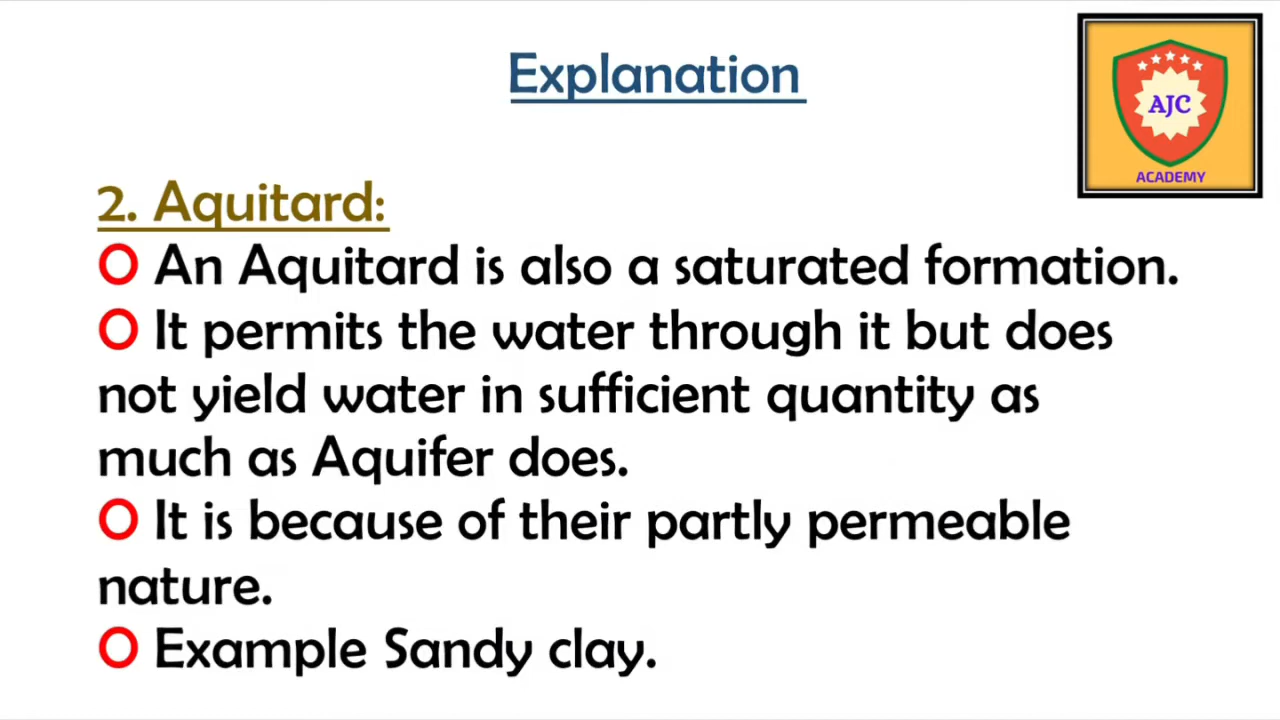 Explanation
AJC
ACADEMY
2. Aquitard:
O An Aquitard is also a saturated formation.
O It permits the water through it but does
not yield water in sufficient quantity as
much as Aquifer does.
O It is because of their partly permeable
nature.
O Example Sandy clay.